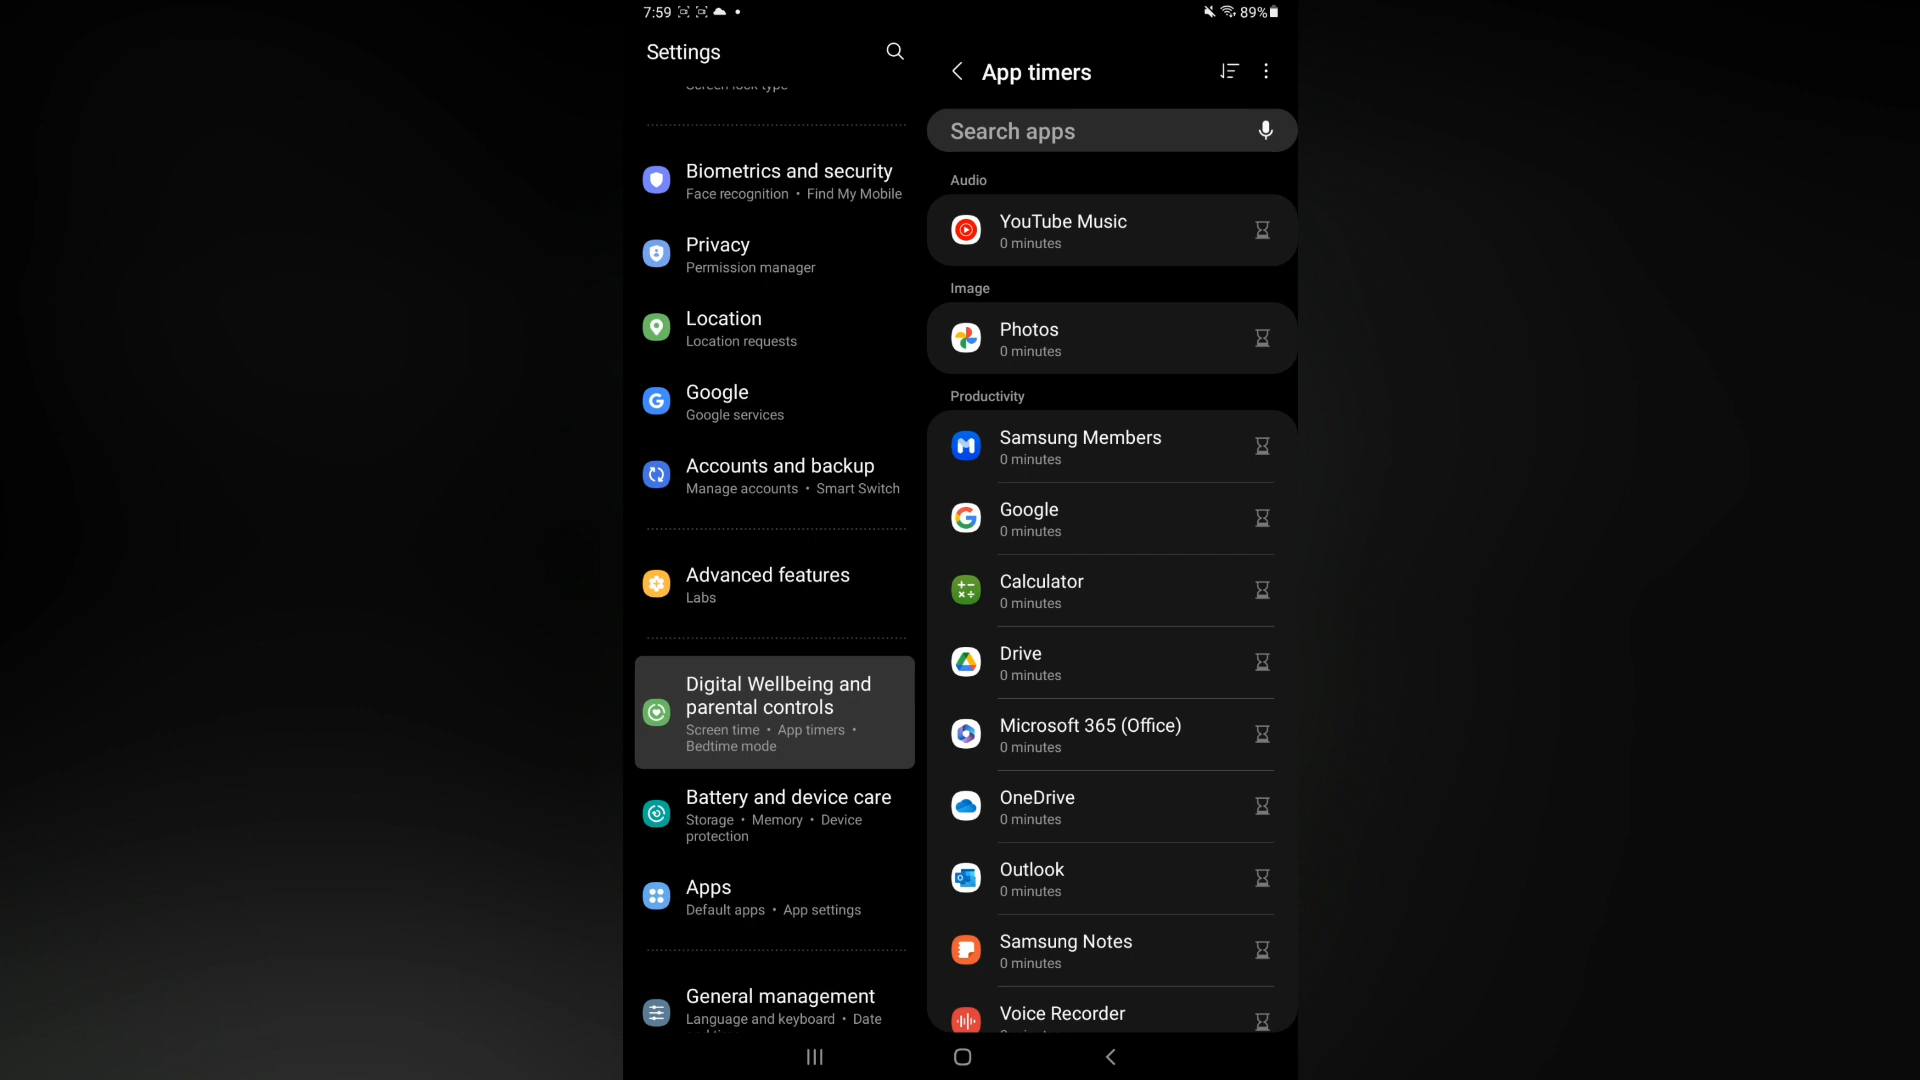 7:59
89%
Settings
Screen lock type
Biometrics and security
Face recognition • Find My Mobile
Privacy
Permission manager
Location
Location requests
Google
Google services
Accounts and backup
Manage accounts • Smart Switch
Advanced features
Labs
Digital Wellbeing and
parental controls
Screen time • App timers •
Bedtime mode
Battery and device care
Storage • Memory • Device
protection
Apps
Default apps • App settings
General management
Language and keyboard • Date
App timers
Search apps
Audio
YouTube Music
0 minutes
Image
Photos
0 minutes
Productivity
Samsung Members
0 minutes
Google
0 minutes
Calculator
0 minutes
Drive
0 minutes
Microsoft 365 (Office)
0 minutes
OneDrive
0 minutes
Outlook
0 minutes
Samsung Notes
0 minutes
Voice Recorder